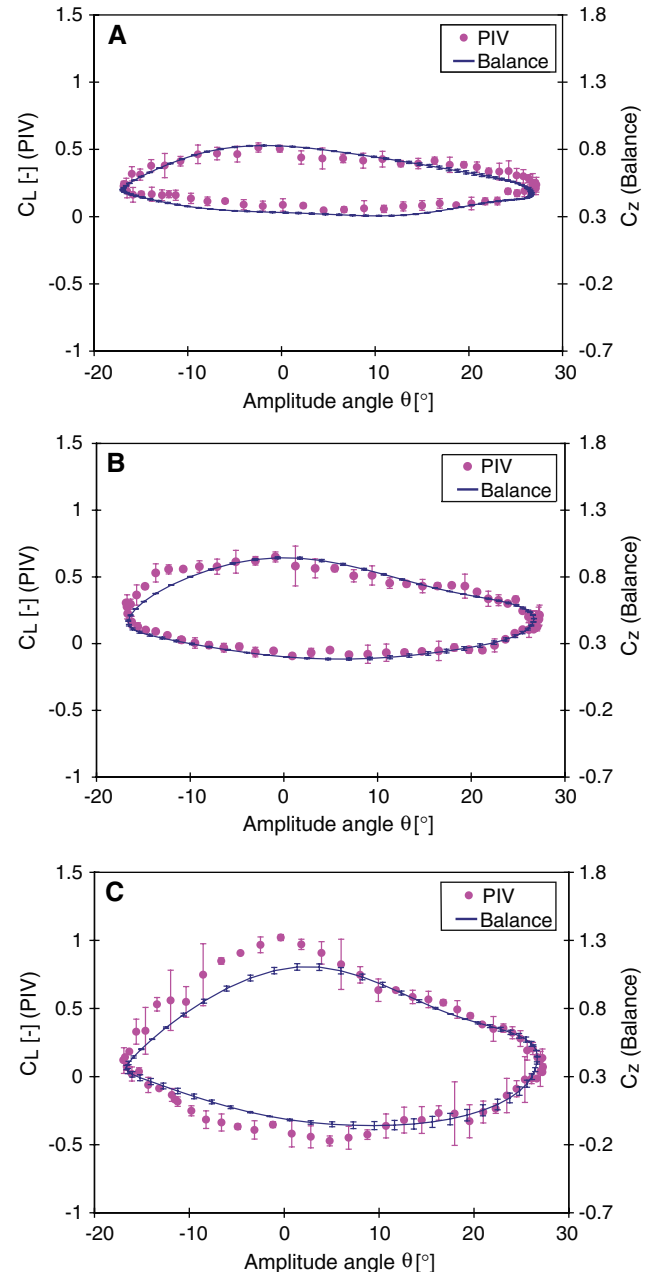 A
PIV
Balance
1.5
1
0.5
0
-0.5
-1
CL [-] (PIV)
1.8
1.3
0.8
0.3
-0.2
-0.7
Cz (Balance)
-20 -10 0 10 20 30
Amplitude angle θ[°]
B
PIV
Balance
1.5
1
0.5
0
-0.5
-1
CL [-] (PIV)
1.8
1.3
0.8
0.3
-0.2
-0.7
Cz (Balance)
-20 -10 0 10 20 30
Amplitude angle θ[°]
C
PIV
Balance
1.5
1
0.5
0
-0.5
-1
CL [-] (PIV)
1.8
1.3
0.8
0.3
-0.2
-0.7
Cz (Balance)
-20 -10 0 10 20 30
Amplitude angle θ[°]